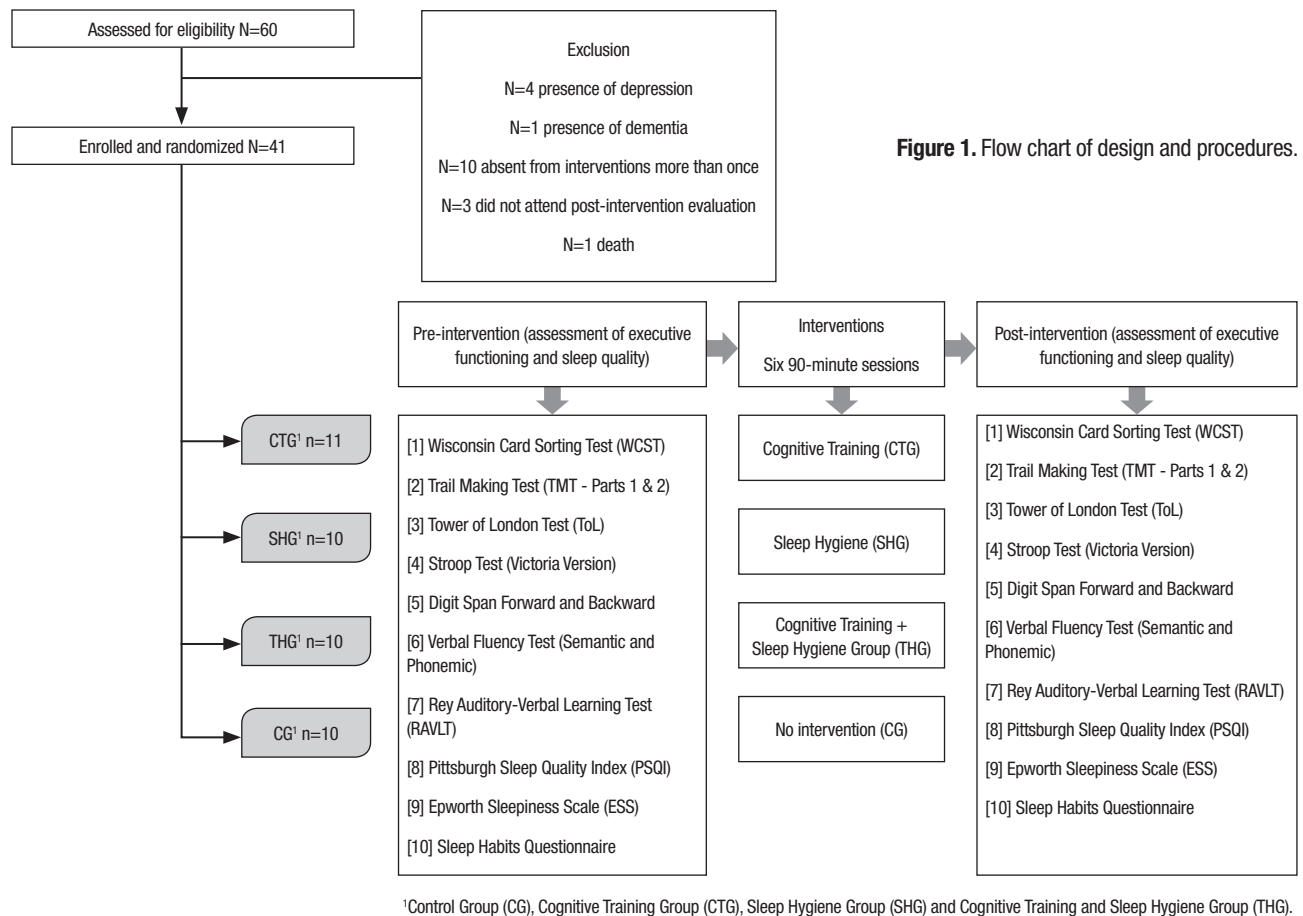 Assessed for eligibility N=60
Exclusion
N=4 presence of depression
N=1 presence of dementia
N=10 absent from interventions more than once
N=3 did not attend post-intervention evaluation
N=1 death
Enrolled and randomized N=41
Figure 1. Flow chart of design and procedures.
Pre-intervention (assessment of executive
functioning and sleep quality)
Interventions
Six 90-minute sessions
Post-intervention (assessment of executive
functioning and sleep quality)
CTG¹ n=11
SHG¹ n=10
THG¹ n=10
CG¹ n=10
[1] Wisconsin Card Sorting Test (WCST)
[2] Trail Making Test (TMT - Parts 1 & 2)
[3] Tower of London Test (ToL)
[4] Stroop Test (Victoria Version)
[5] Digit Span Forward and Backward
[6] Verbal Fluency Test (Semantic and
Phonemic)
[7] Rey Auditory-Verbal Learning Test
(RAVLT)
[8] Pittsburgh Sleep Quality Index (PSQI)
[9] Epworth Sleepiness Scale (ESS)
[10] Sleep Habits Questionnaire
Cognitive Training (CTG)
Sleep Hygiene (SHG)
Cognitive Training +
Sleep Hygiene Group (THG)
No intervention (CG)
[1] Wisconsin Card Sorting Test (WCST)
[2] Trail Making Test (TMT - Parts 1 & 2)
[3] Tower of London Test (ToL)
[4] Stroop Test (Victoria Version)
[5] Digit Span Forward and Backward
[6] Verbal Fluency Test (Semantic and
Phonemic)
[7] Rey Auditory-Verbal Learning Test (RAVLT)
[8] Pittsburgh Sleep Quality Index (PSQI)
[9] Epworth Sleepiness Scale (ESS)
[10] Sleep Habits Questionnaire
¹Control Group (CG), Cognitive Training Group (CTG), Sleep Hygiene Group (SHG) and Cognitive Training and Sleep Hygiene Group (THG).